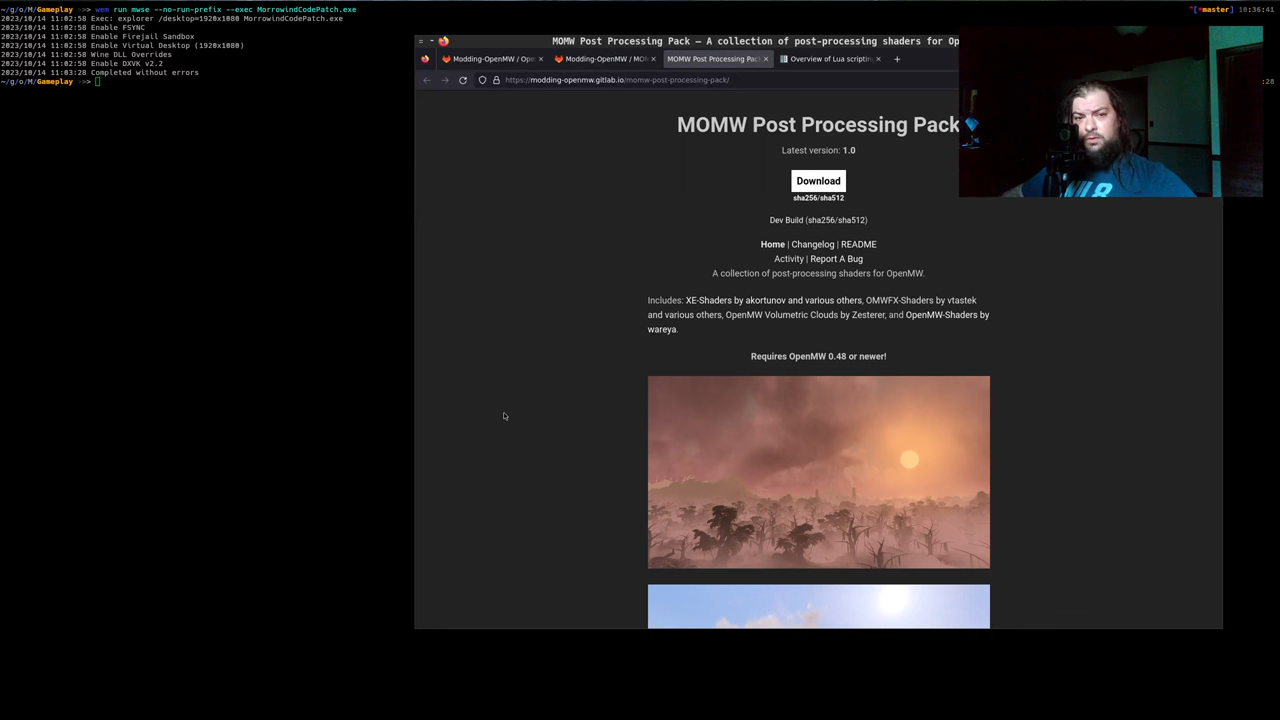 ~/g/o/M/Gameplay ->> wem run mwse --no-run-prefix --exec MorrowindCodePatch.exe
*[*master] 10:36:41
2023/10/14 11:02:58 Exec: explorer /desktop=1920x1080 MorrowindCodePatch.exe
2023/10/14 11:02:58 Enable FSYNC
2023/10/14 11:02:58 Enable Firejail Sandbox
2023/10/14 11:02:58 Enable Virtual Desktop (1920x1080)
2023/10/14 11:02:58 Wine DLL Overrides
2023/10/14 11:02:58 Enable DXVK v2.2
2023/10/14 11:03:28 Completed without errors
~/g/o/M/Gameplay ->>
:28
MOMW Post Processing Pack — A collection of post-processing shaders for Op
Modding-OpenMW / Ope
Modding-OpenMW / MOM
MOMW Post Processing Pack
Overview of Lua scripting
https://modding-openmw.gitlab.io/momw-post-processing-pack/
MOMW Post Processing Pack
Latest version: 1.0
Download
sha256/sha512
Dev Build (sha256/sha512)
Home | Changelog | README
Activity | Report A Bug
A collection of post-processing shaders for OpenMW.
Includes: XE-Shaders by akortunov and various others, OMWFX-Shaders by vtastek
and various others, OpenMW Volumetric Clouds by Zesterer, and OpenMW-Shaders by
wareya.
Requires OpenMW 0.48 or newer!